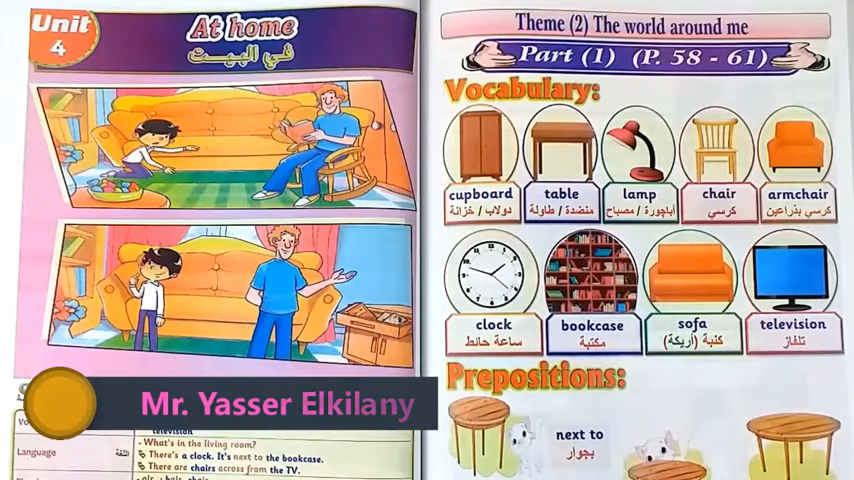 Unit
4
At home
في البيت
Mr. Yasser Elkilany
television
Language
- What's in the living room?
There's a clock. It's next to the bookcase.
There are chairs across from the TV.
Theme (2) The world around me
Part (1) (P. 58 - 61)
Vocabulary:
cupboard
دولاب / خزانة
table
منضدة / طاولة
lamp
أباجورة / مصباح
chair
كرسي
armchair
كرسي بذراعين
clock
ساعة حائط
bookcase
مكتبة
sofa
كنبة (أريكة)
television
تلفاز
Prepositions:
next to
بجوار